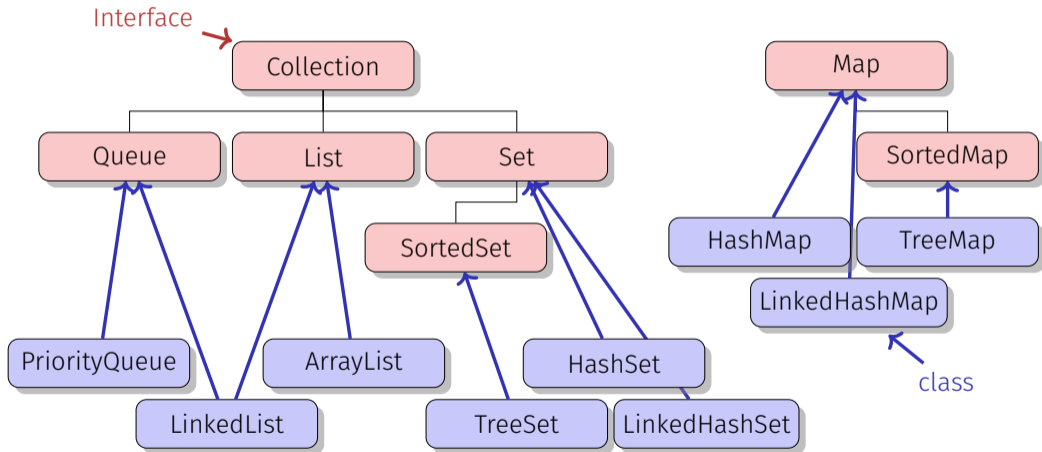 Interface
Collection
Map
Queue
List
Set
SortedMap
SortedSet
HashMap
TreeMap
LinkedHashMap
PriorityQueue
ArrayList
HashSet
class
LinkedList
TreeSet
LinkedHashSet